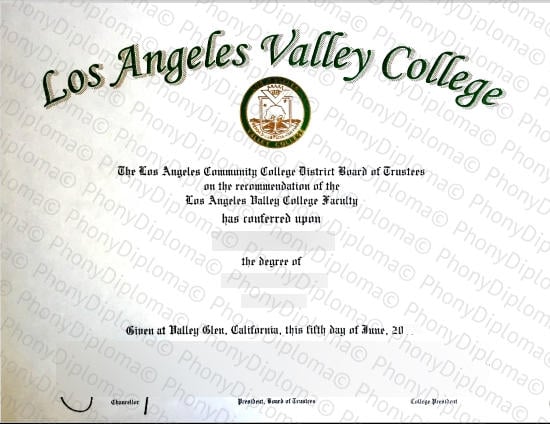 Los Angeles Valley College
VALLEY COLLEGE
The Los Angeles Community College District Board of Trustees
on the recommendation of the
Los Angeles Valley College Faculty
has conferred upon
the degree of
Given at Valley Glen, California, this fifth day of June, 20
Chancellor
President, Board of Trustees
College President
PhonyDiploma©